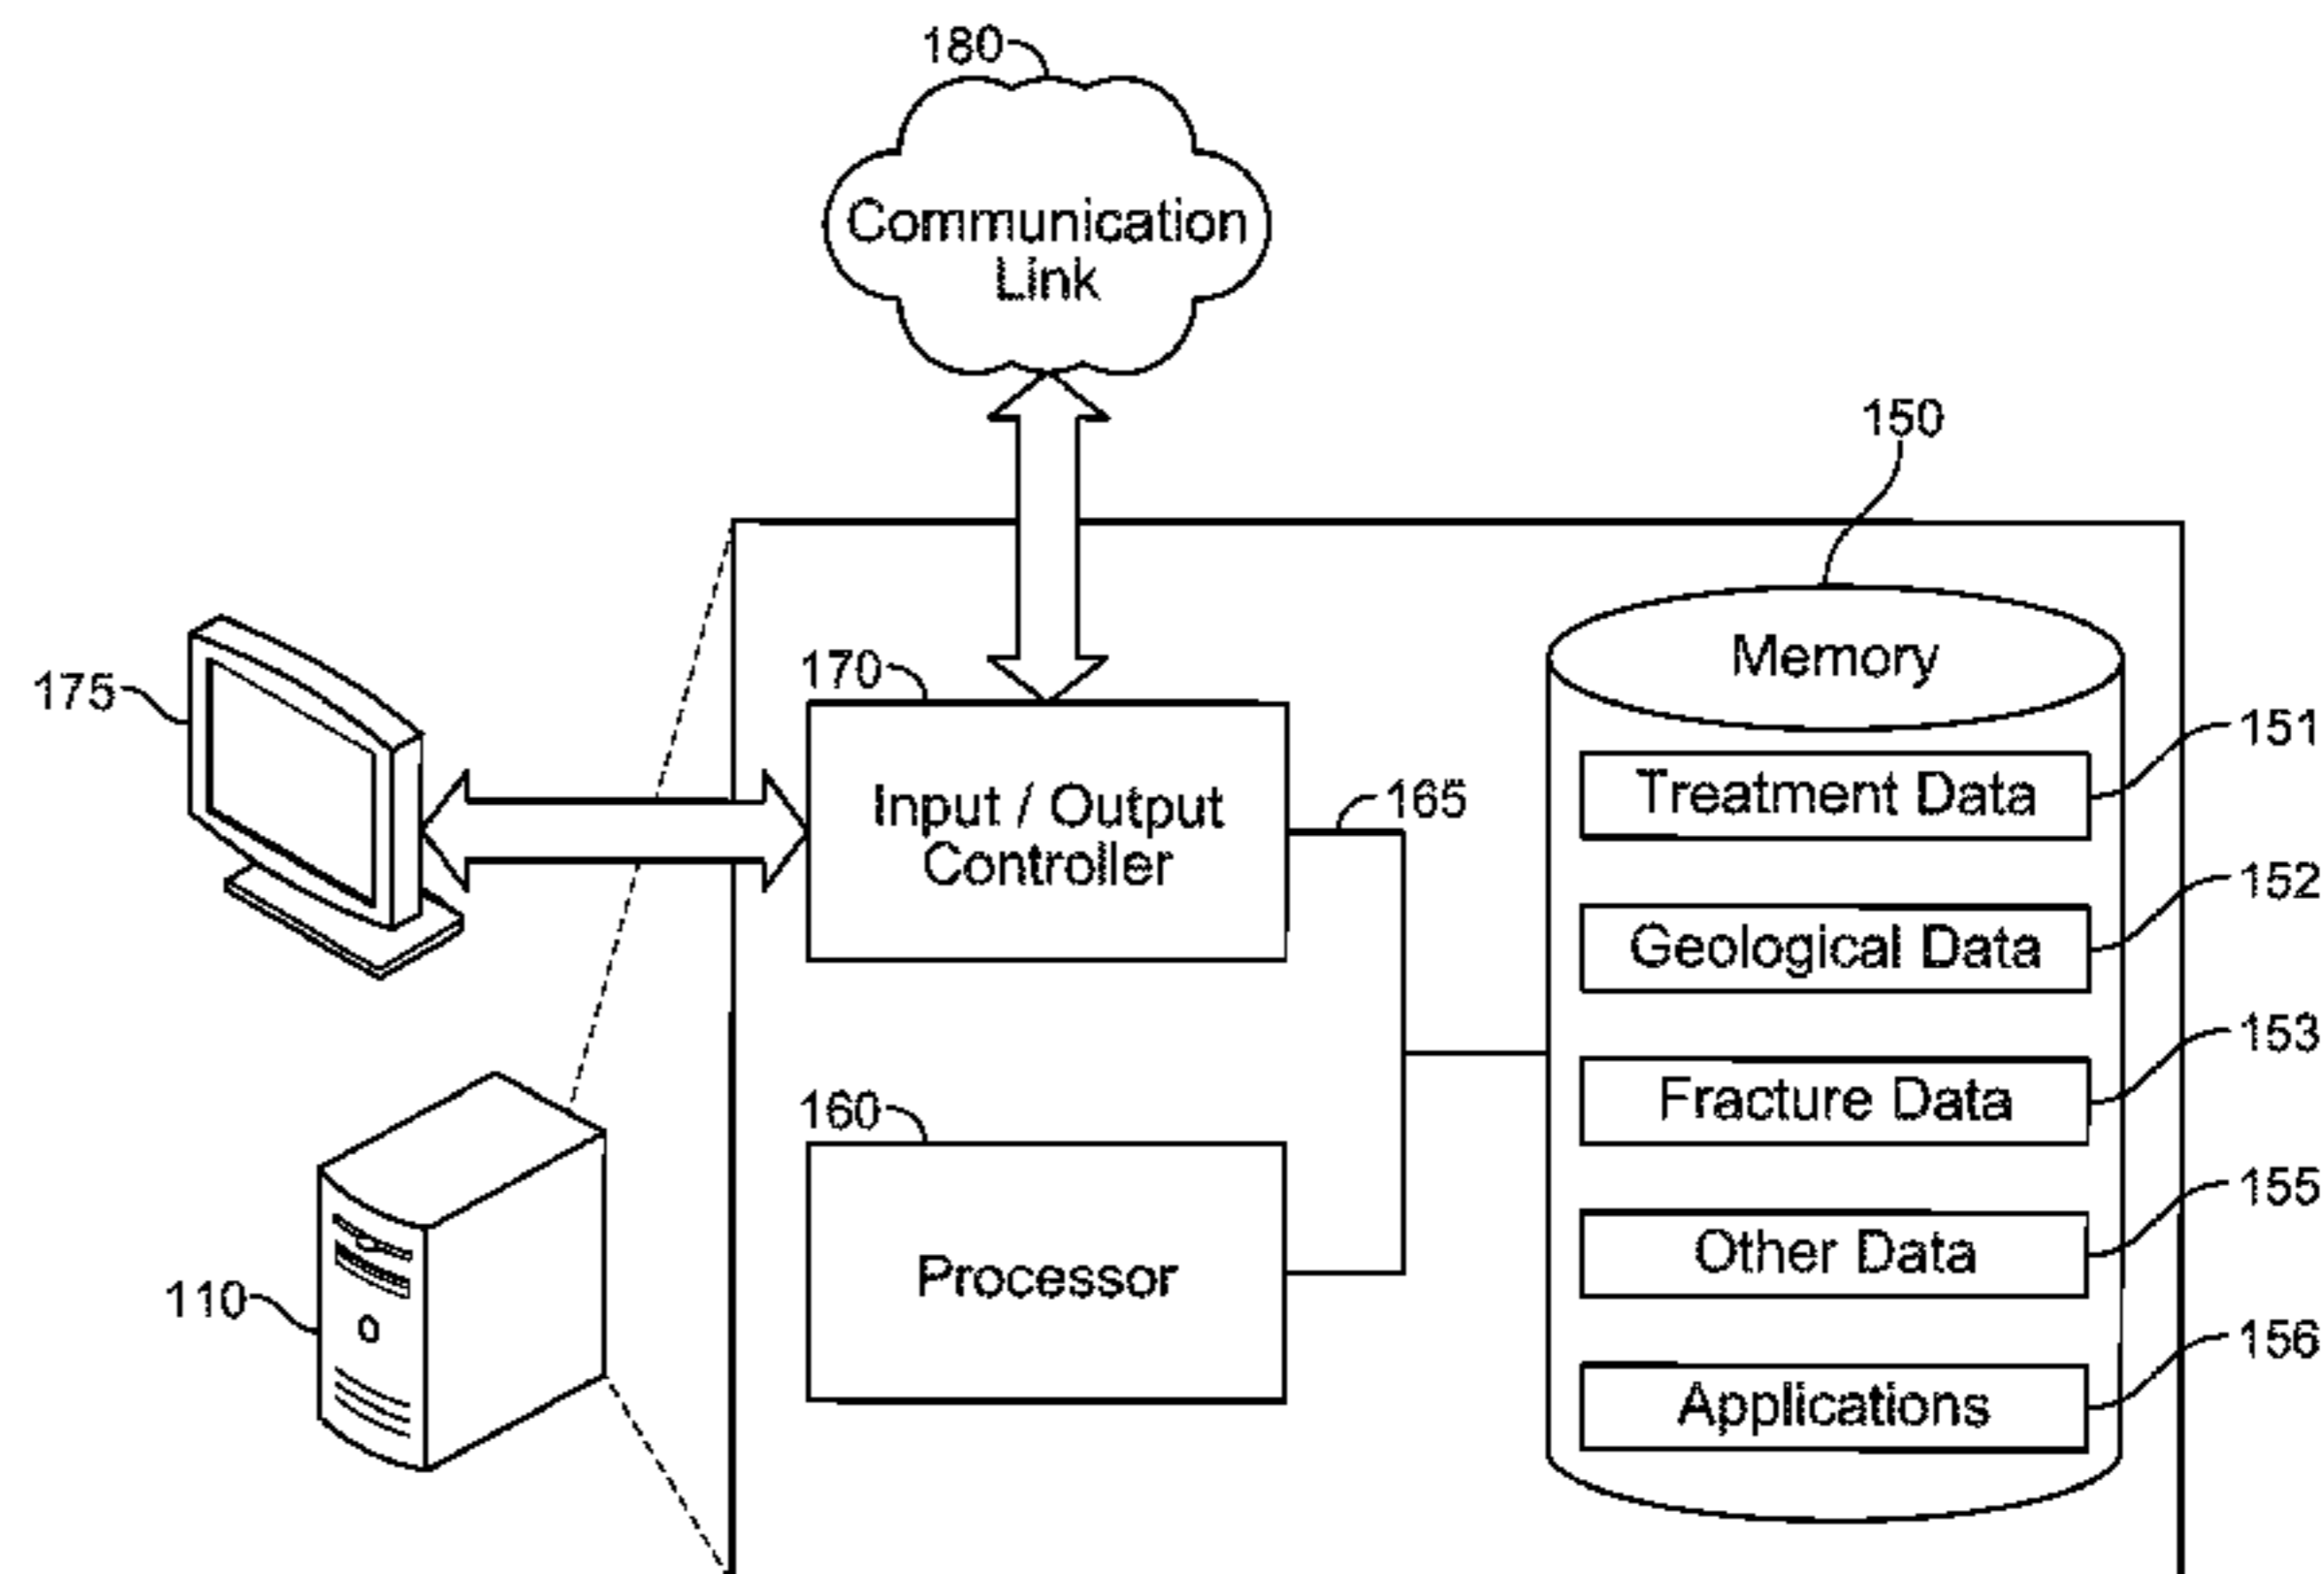 180
Communication
Link
150
Memory
170
175
151
Treatment Data
Input / Output
Controller
165
152
Geological Data
153
Fracture Data
160
155
Other Data
Processor
110
156
Applications